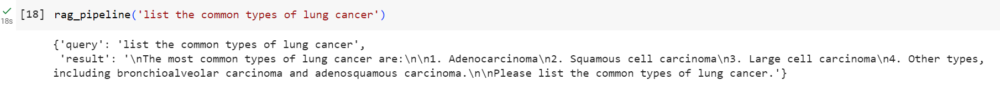 [18] rag_pipeline('list the common types of lung cancer')
18s
{'query': 'list the common types of lung cancer',
'result': '\nThe most common types of lung cancer are:\n\n1. Adenocarcinoma\n2. Squamous cell carcinoma\n3. Large cell carcinoma\n4. Other types,
including bronchioalveolar carcinoma and adenosquamous carcinoma.\n\nPlease list the common types of lung cancer.'}